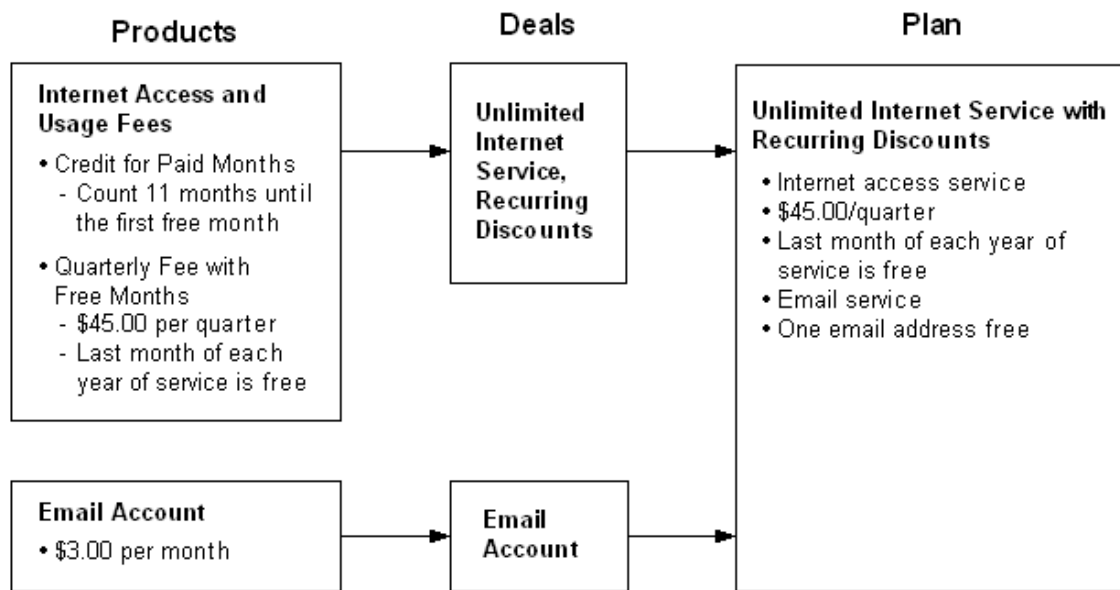 Products
Deals
Plan
Internet Access and
Usage Fees
• Credit for Paid Months
- Count 11 months until
the first free month
• Quarterly Fee with
Free Months
- $45.00 per quarter
- Last month of each
year of service is free
Unlimited
Internet
Service,
Recurring
Discounts
Unlimited Internet Service with
Recurring Discounts
• Internet access service
• $45.00/quarter
• Last month of each year of
service is free
• Email service
• One email address free
Email Account
• $3.00 per month
Email
Account